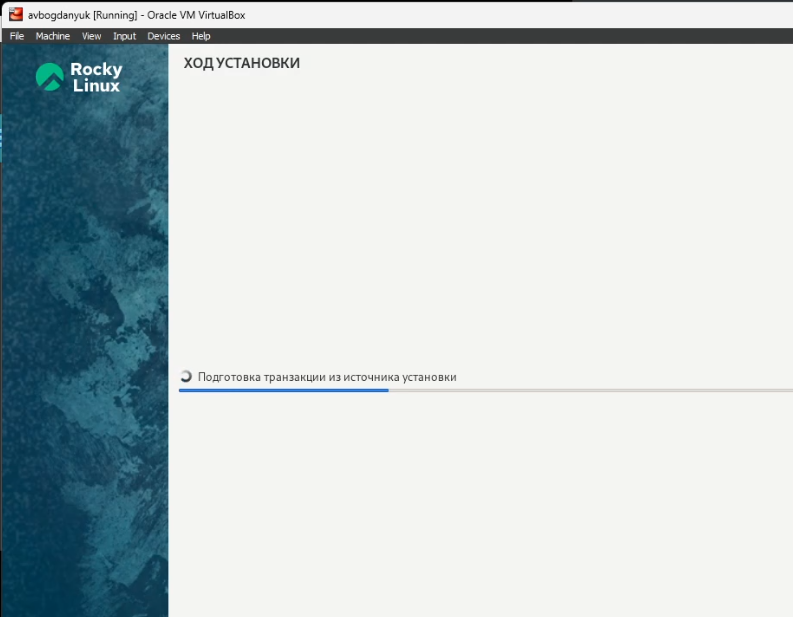 avbogdanyuk [Running] - Oracle VM VirtualBox
File Machine View Input Devices Help
Rocky
Linux
ХОД УСТАНОВКИ
Подготовка транзакции из источника установки